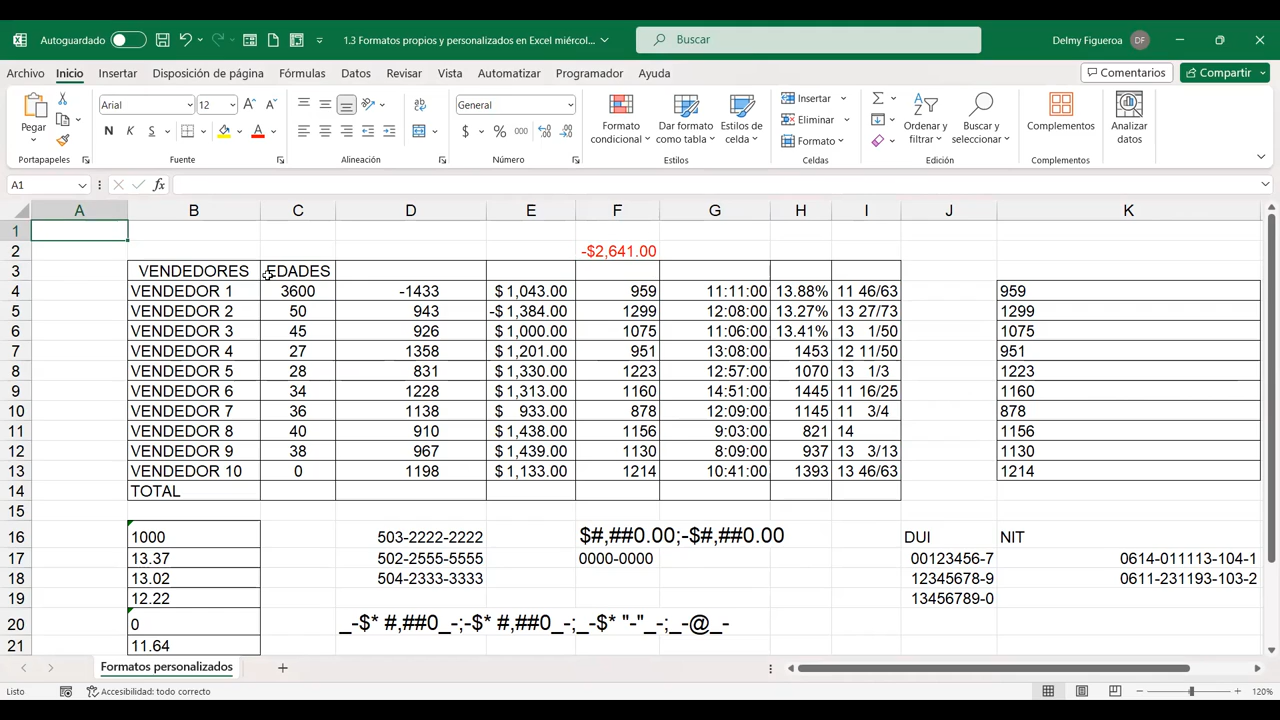 Autoguardado 1.3 Formatos propios y personalizados en Excel miércol... Buscar Delmy Figueroa DF
Archivo Inicio Insertar Disposición de página Fórmulas Datos Revisar Vista Automatizar Programador Ayuda Comentarios Compartir
Pegar Arial 12 General Formato condicional Dar formato como tabla Estilos de celda Insertar Eliminar Formato Ordenar y filtrar Buscar y seleccionar Complementos Analizar datos
N K S $ % 000
Portapapeles Fuente Alineación Número Estilos Celdas Edición Complementos
A1 fx
A B C D E F G H I J K
1
2 -$2,641.00
3 VENDEDORES EDADES
4 VENDEDOR 1 3600 -1433 $ 1,043.00 959 11:11:00 13.88% 11 46/63 959
5 VENDEDOR 2 50 943 -$ 1,384.00 1299 12:08:00 13.27% 13 27/73 1299
6 VENDEDOR 3 45 926 $ 1,000.00 1075 11:06:00 13.41% 13 1/50 1075
7 VENDEDOR 4 27 1358 $ 1,201.00 951 13:08:00 1453 12 11/50 951
8 VENDEDOR 5 28 831 $ 1,330.00 1223 12:57:00 1070 13 1/3 1223
9 VENDEDOR 6 34 1228 $ 1,313.00 1160 14:51:00 1445 11 16/25 1160
10 VENDEDOR 7 36 1138 $ 933.00 878 12:09:00 1145 11 3/4 878
11 VENDEDOR 8 40 910 $ 1,438.00 1156 9:03:00 821 14 1156
12 VENDEDOR 9 38 967 $ 1,439.00 1130 8:09:00 937 13 3/13 1130
13 VENDEDOR 10 0 1198 $ 1,133.00 1214 10:41:00 1393 13 46/63 1214
14 TOTAL
15
16 1000 503-2222-2222 $#,##0.00;-$#,##0.00 DUI NIT
17 13.37 502-2555-5555 0000-0000 00123456-7 0614-011113-104-1
18 13.02 504-2333-3333 12345678-9 0611-231193-103-2
19 12.22 13456789-0
20 0 _-$* #,##0_-;-$* #,##0_-;_-$* "-"_-;_-@_-
21 11.64
Formatos personalizados
Listo Accesibilidad: todo correcto 120%